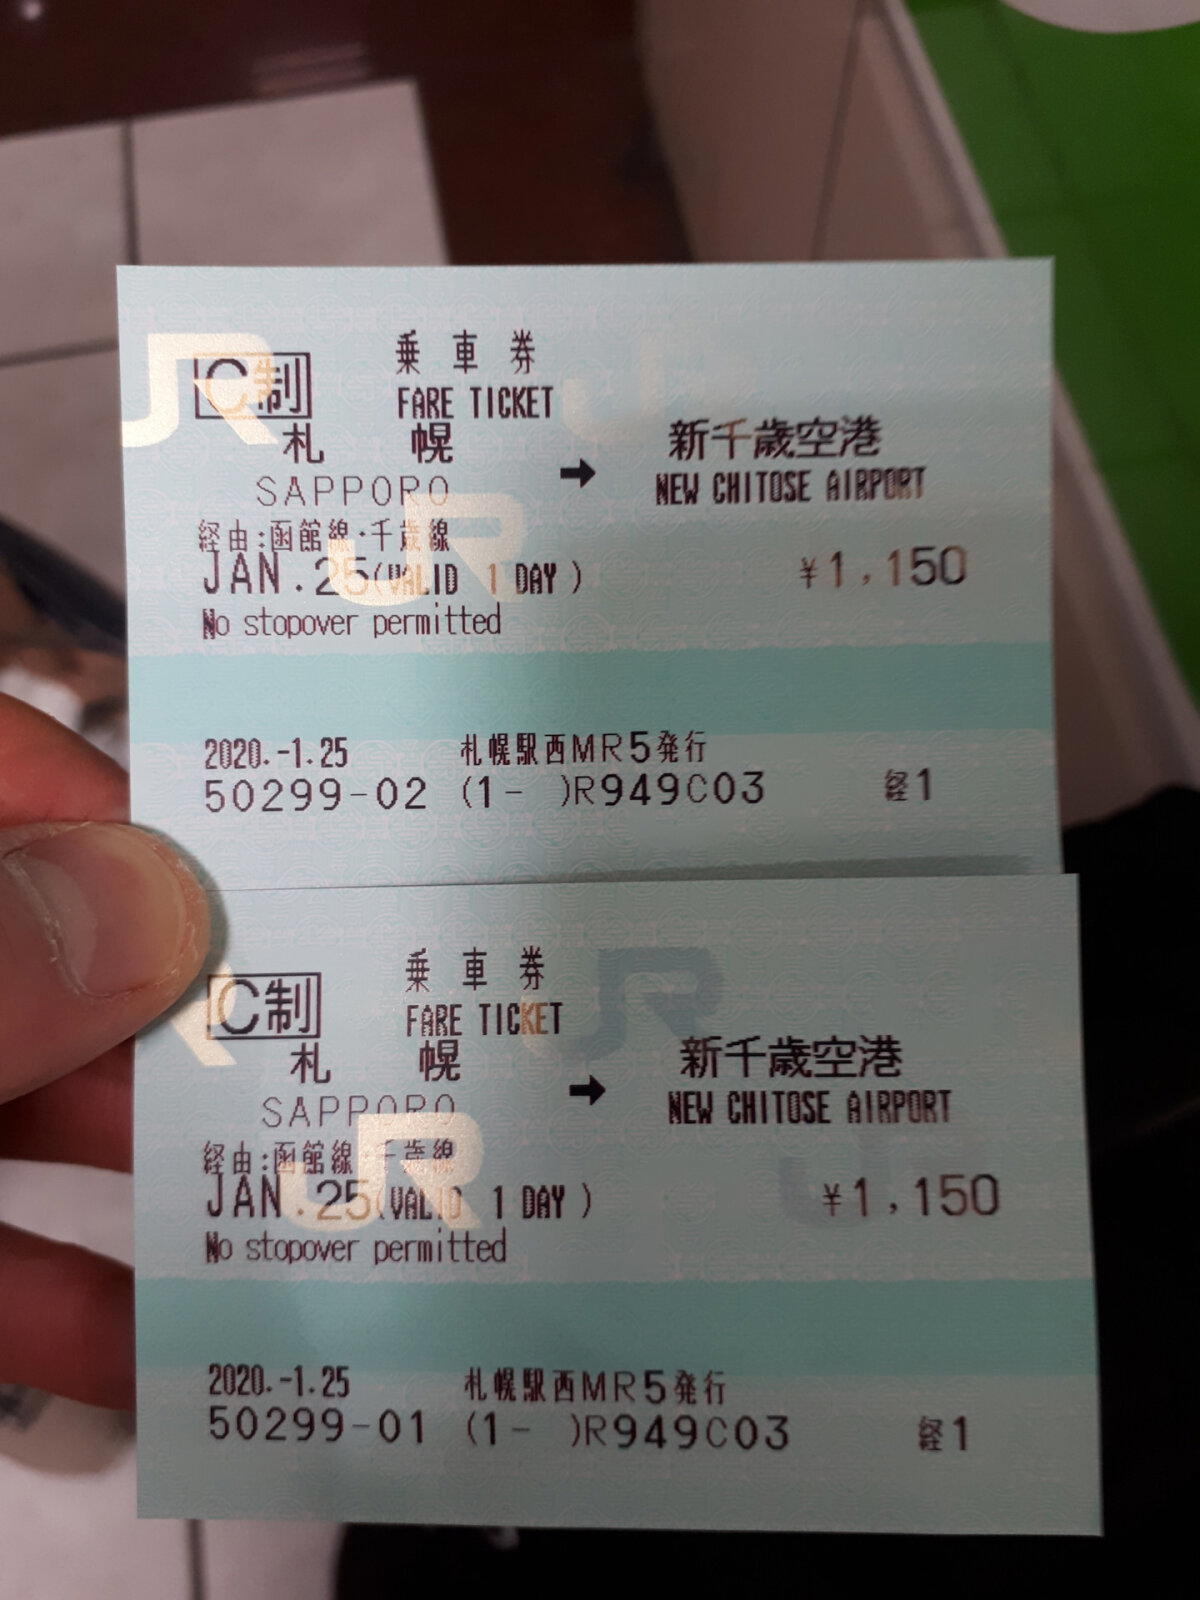 JR
C制
乗車券
FARE TICKET
札幌 → 新千歳空港
SAPPORO NEW CHITOSE AIRPORT
経由:函館線・千歳線
JAN.25(VALID 1 DAY) ¥1,150
No stopover permitted
2020.-1.25 札幌駅西MR5発行
50299-02 (1- )R949C03 経1
C制
乗車券
FARE TICKET
札幌 → 新千歳空港
SAPPORO NEW CHITOSE AIRPORT
経由:函館線・千歳線
JAN.25(VALID 1 DAY) ¥1,150
No stopover permitted
2020.-1.25 札幌駅西MR5発行
50299-01 (1- )R949C03 経1